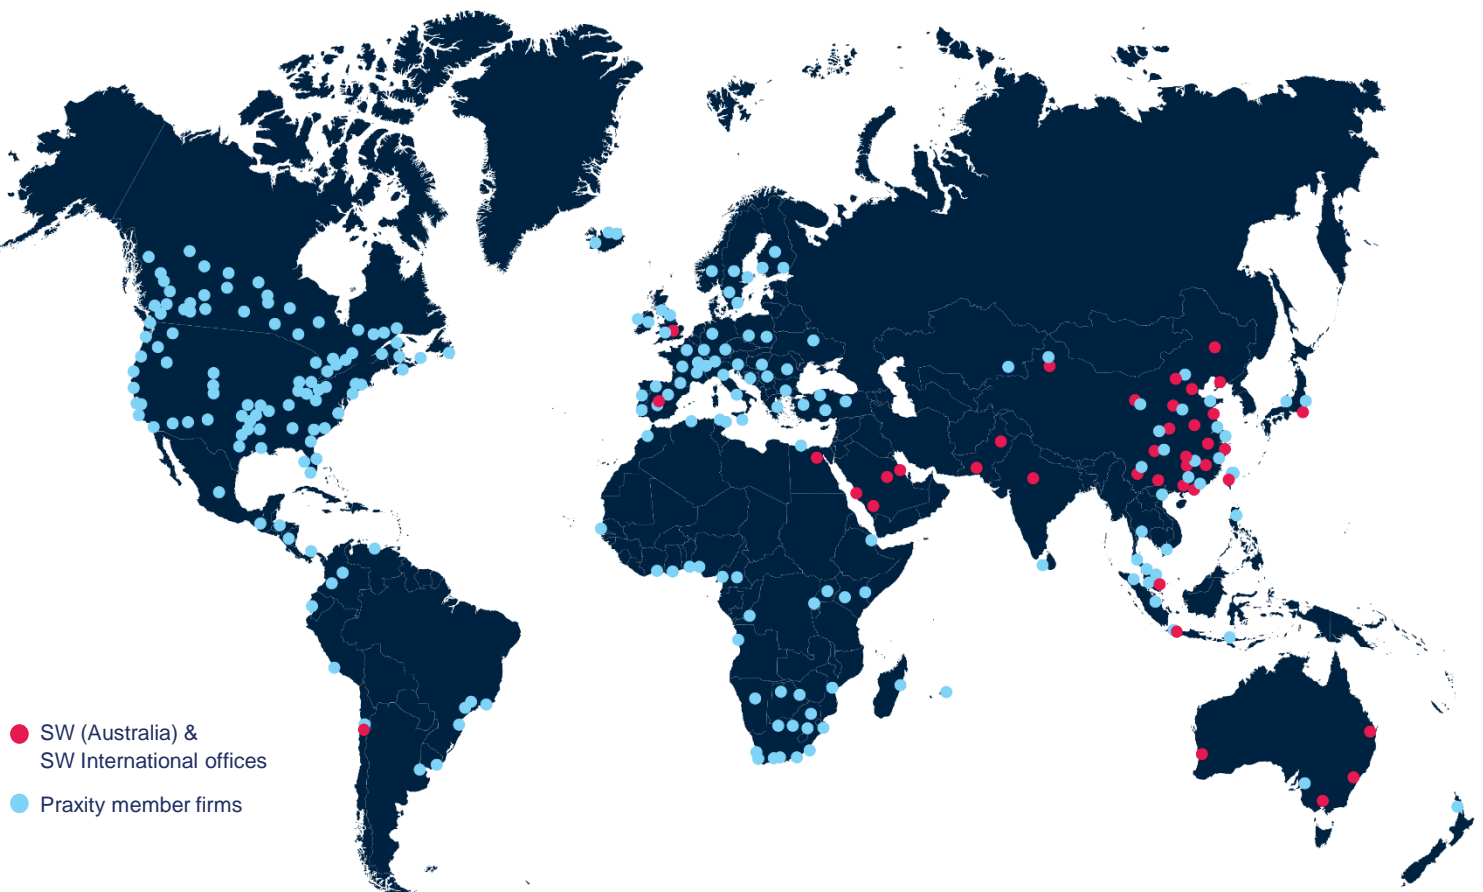 SW (Australia) &
SW International offices
Praxity member firms